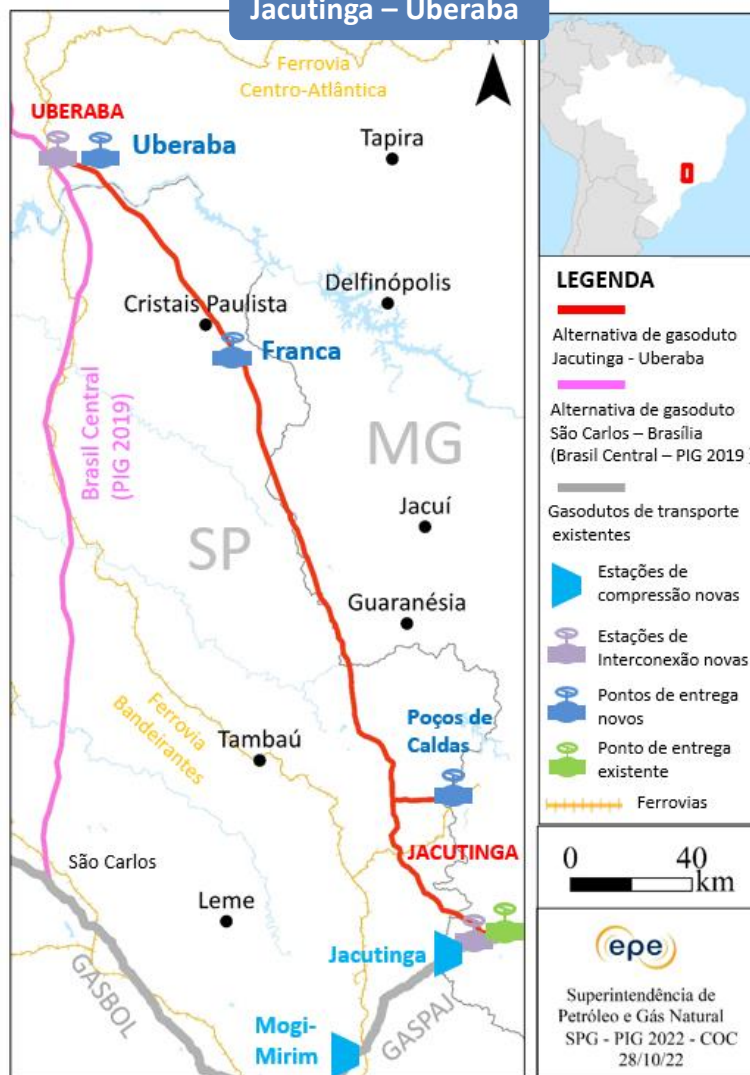 Jacutinga – Uberaba
Ferrovia
Centro-Atlântica
UBERABA
Uberaba
Tapira
Delfinópolis
Cristais Paulista
Franca
MG
Brasil Central
(PIG 2019)
SP
Jacuí
Guaranésia
Ferrovia
Bandeirantes
Poços de
Caldas
Tambaú
JACUTINGA
São Carlos
Leme
Jacutinga
GASBOL
GASPAJ
Mogi-
Mirim
LEGENDA
Alternativa de gasoduto
Jacutinga - Uberaba
Alternativa de gasoduto
São Carlos – Brasília
(Brasil Central – PIG 2019 )
Gasodutos de transporte
existentes
Estações de
compressão novas
Estações de
Interconexão novas
Pontos de entrega
novos
Ponto de entrega
existente
Ferrovias
0 40
km
epe
Superintendência de
Petróleo e Gás Natural
SPG - PIG 2022 - COC
28/10/22